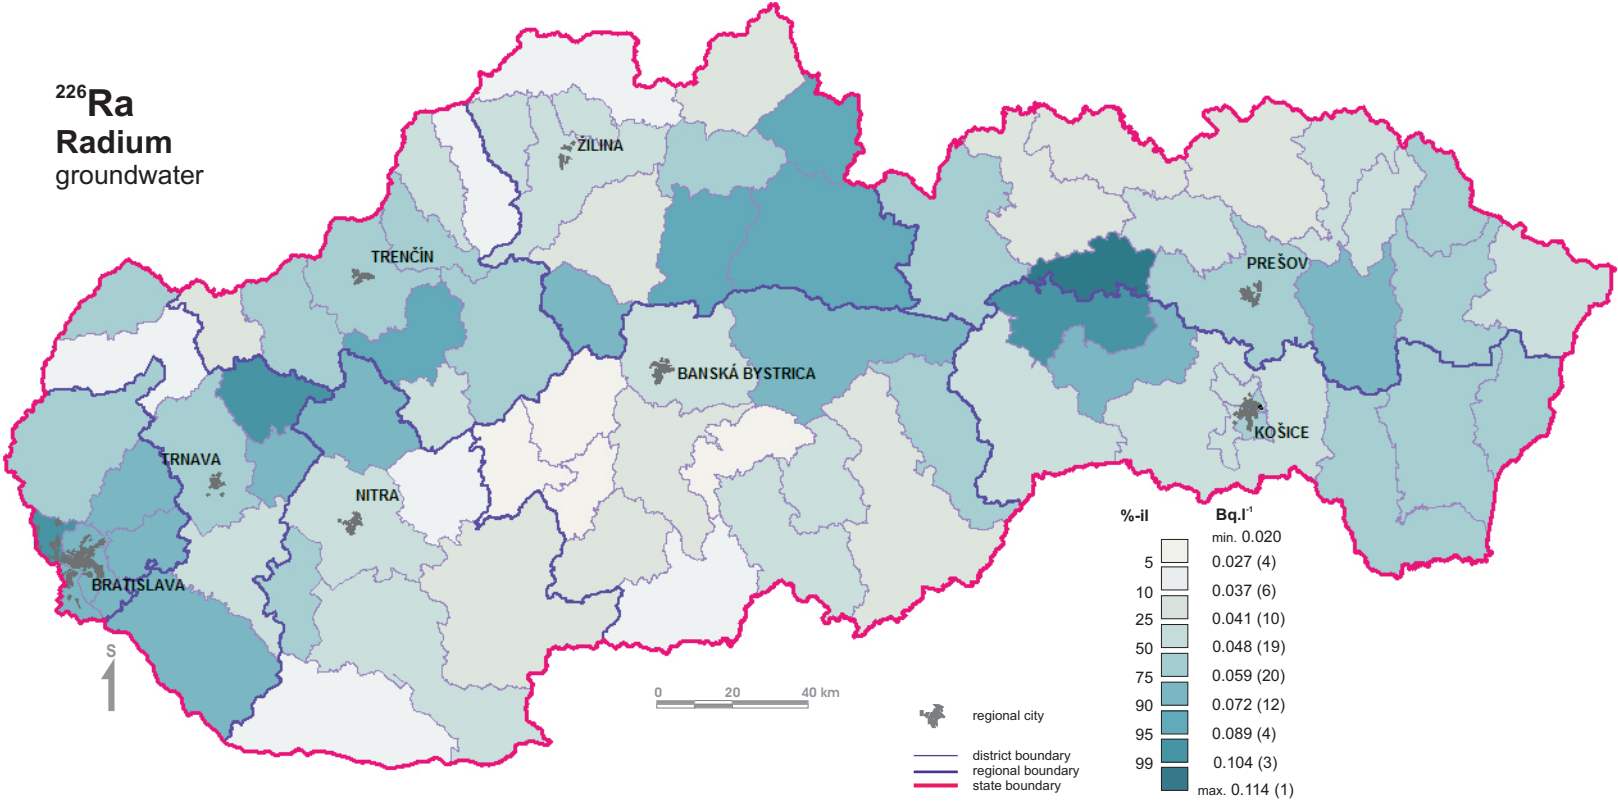 ²²⁶Ra
Radium
groundwater
ŽILINA
TRENČÍN
PREŠOV
BANSKÁ BYSTRICA
KOŠICE
TRNAVA
NITRA
BRATISLAVA
S
0 20 40 km
regional city
district boundary
regional boundary
state boundary
%-il Bq.l⁻¹
min. 0.020
5 0.027 (4)
10 0.037 (6)
25 0.041 (10)
50 0.048 (19)
75 0.059 (20)
90 0.072 (12)
95 0.089 (4)
99 0.104 (3)
max. 0.114 (1)